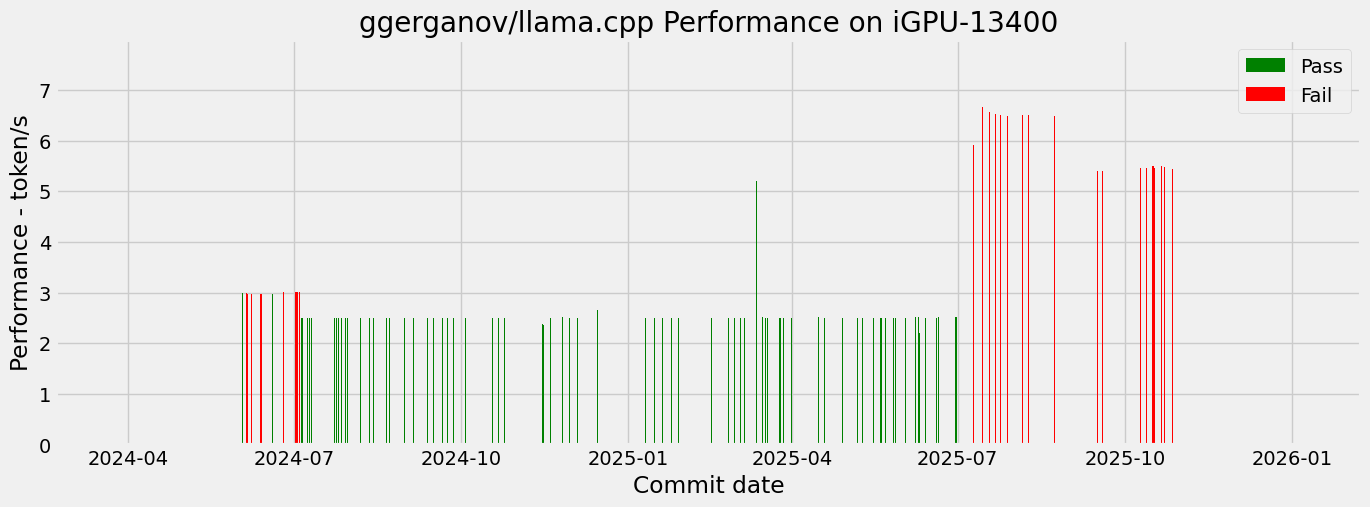 ggerganov/llama.cpp Performance on iGPU-13400
Pass
Fail
Performance - token/s
7
6
5
4
3
2
1
0
2024-04 2024-07 2024-10 2025-01 2025-04 2025-07 2025-10 2026-01
Commit date